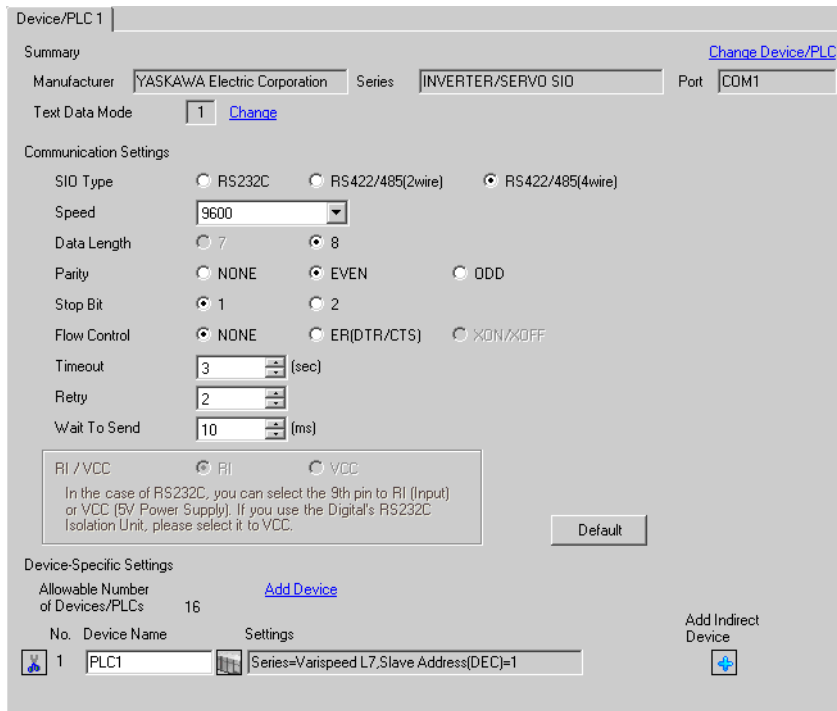 Device/PLC 1
Summary
Change Device/PLC
Manufacturer YASKAWA Electric Corporation Series INVERTER/SERVO SIO Port COM1
Text Data Mode 1 Change
Communication Settings
SIO Type RS232C RS422/485(2wire) RS422/485(4wire)
Speed 9600
Data Length 7 8
Parity NONE EVEN ODD
Stop Bit 1 2
Flow Control NONE ER(DTR/CTS) XON/XOFF
Timeout 3 (sec)
Retry 2
Wait To Send 10 (ms)
RI / VCC RI VCC
In the case of RS232C, you can select the 9th pin to RI (Input)
or VCC (5V Power Supply). If you use the Digital's RS232C
Isolation Unit, please select it to VCC.
Default
Device-Specific Settings
Allowable Number Add Device
of Devices/PLCs 16
Add Indirect
Device
No. Device Name Settings
1 PLC1 Series=Varispeed L7,Slave Address(DEC)=1